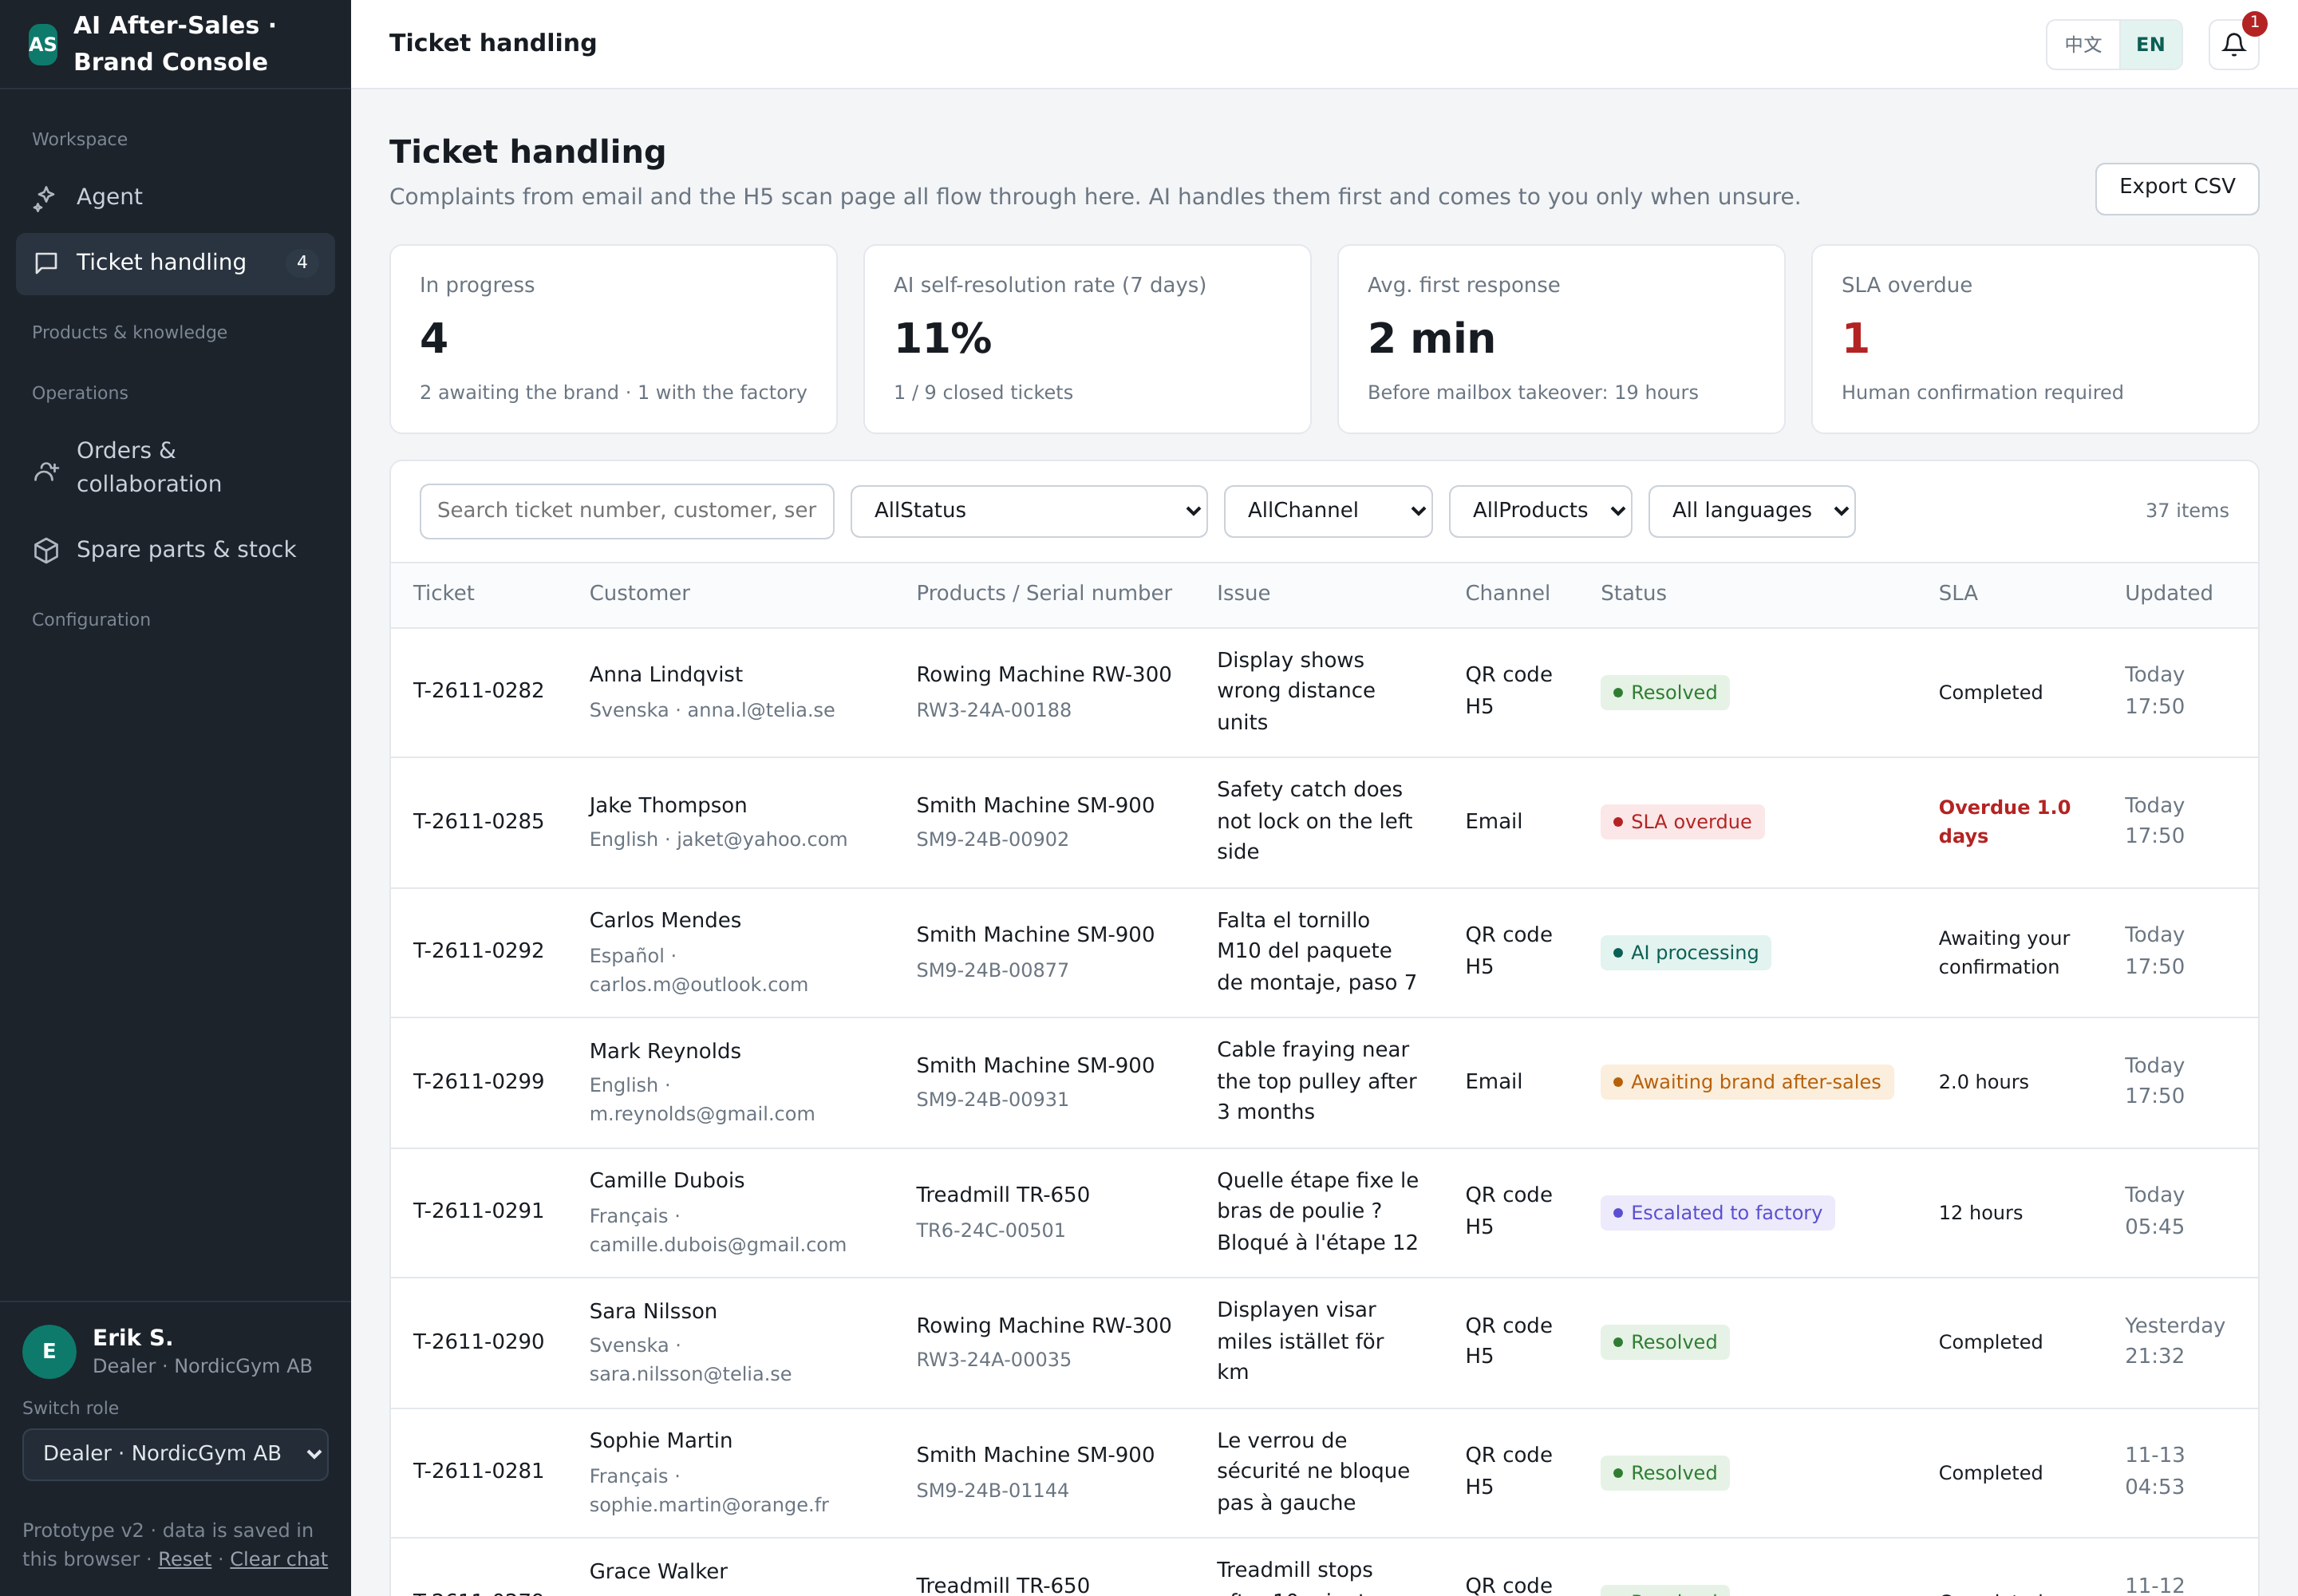 AS
AI After-Sales ·
Brand Console
Workspace
Agent
Ticket handling 4
Products & knowledge
Operations
Orders &
collaboration
Spare parts & stock
Configuration
E
Erik S.
Dealer · NordicGym AB
Switch role
Dealer · NordicGym AB
Prototype v2 · data is saved in
this browser · Reset · Clear chat
Ticket handling
中文 EN
1
Ticket handling
Complaints from email and the H5 scan page all flow through here. AI handles them first and comes to you only when unsure.
Export CSV
In progress
4
2 awaiting the brand · 1 with the factory
AI self-resolution rate (7 days)
11%
1 / 9 closed tickets
Avg. first response
2 min
Before mailbox takeover: 19 hours
SLA overdue
1
Human confirmation required
Search ticket number, customer, ser
AllStatus
AllChannel
AllProducts
All languages
37 items
Ticket Customer Products / Serial number Issue Channel Status SLA Updated
T-2611-0282
Anna Lindqvist
Svenska · anna.l@telia.se
Rowing Machine RW-300
RW3-24A-00188
Display shows
wrong distance
units
QR code
H5
Resolved
Completed
Today
17:50
T-2611-0285
Jake Thompson
English · jaket@yahoo.com
Smith Machine SM-900
SM9-24B-00902
Safety catch does
not lock on the left
side
Email
SLA overdue
Overdue 1.0
days
Today
17:50
T-2611-0292
Carlos Mendes
Español ·
carlos.m@outlook.com
Smith Machine SM-900
SM9-24B-00877
Falta el tornillo
M10 del paquete
de montaje, paso 7
QR code
H5
AI processing
Awaiting your
confirmation
Today
17:50
T-2611-0299
Mark Reynolds
English ·
m.reynolds@gmail.com
Smith Machine SM-900
SM9-24B-00931
Cable fraying near
the top pulley after
3 months
Email
Awaiting brand after-sales
2.0 hours
Today
17:50
T-2611-0291
Camille Dubois
Français ·
camille.dubois@gmail.com
Treadmill TR-650
TR6-24C-00501
Quelle étape fixe le
bras de poulie ?
Bloqué à l'étape 12
QR code
H5
Escalated to factory
12 hours
Today
05:45
T-2611-0290
Sara Nilsson
Svenska ·
sara.nilsson@telia.se
Rowing Machine RW-300
RW3-24A-00035
Displayen visar
miles istället för
km
QR code
H5
Resolved
Completed
Yesterday
21:32
T-2611-0281
Sophie Martin
Français ·
sophie.martin@orange.fr
Smith Machine SM-900
SM9-24B-01144
Le verrou de
sécurité ne bloque
pas à gauche
QR code
H5
Resolved
Completed
11-13
04:53
Grace Walker
Treadmill TR-650
Treadmill stops
QR code
11-12